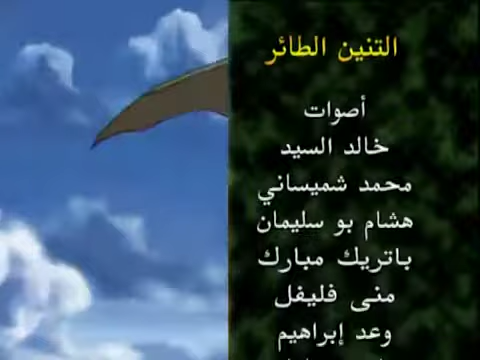 التنين الطائر
أصوات
خالد السيد
محمد شميساني
هشام بو سليمان
باتريك مبارك
منى فليفل
وعد إبراهيم